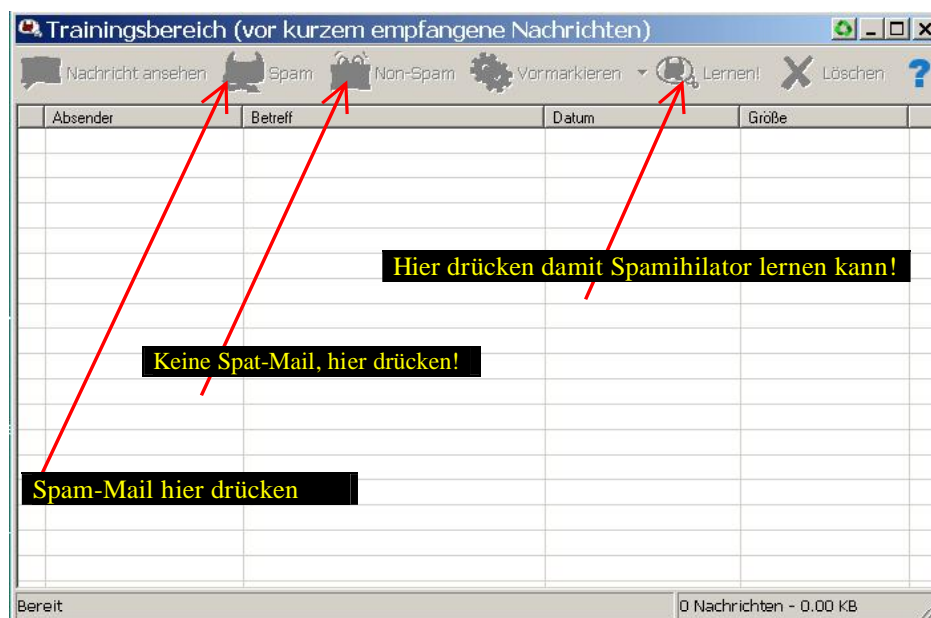 Trainingsbereich (vor kurzem empfangene Nachrichten)
Nachricht ansehen Spam Non-Spam Vormarkieren Lernen! Löschen ?
Absender Betreff Datum Größe
Hier drücken damit Spamihilator lernen kann!
Keine Spat-Mail, hier drücken!
Spam-Mail hier drücken
Bereit 0 Nachrichten - 0.00 KB